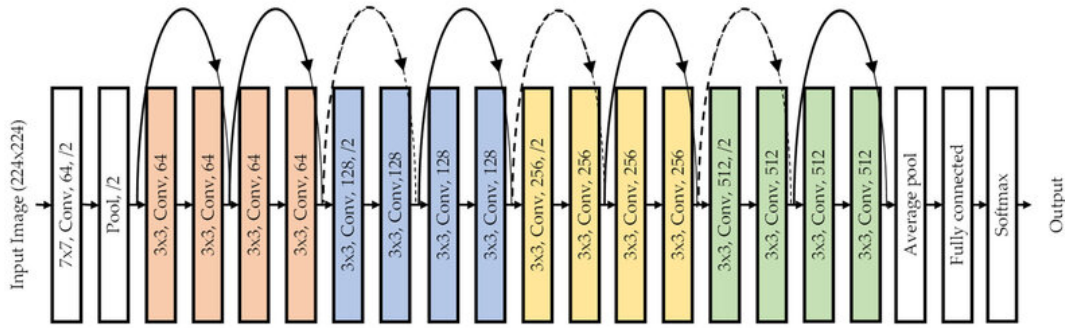 Input Image (224x224)
7x7, Conv, 64, /2
Pool, /2
3x3, Conv, 64
3x3, Conv, 64
3x3, Conv, 64
3x3, Conv, 64
3x3, Conv, 128, /2
3x3, Conv,128
3x3, Conv, 128
3x3, Conv, 128
3x3, Conv, 256, /2
3x3, Conv, 256
3x3, Conv, 256
3x3, Conv, 256
3x3, Conv, 512, /2
3x3, Conv, 512
3x3, Conv, 512
3x3, Conv, 512
Average pool
Fully connected
Softmax
Output